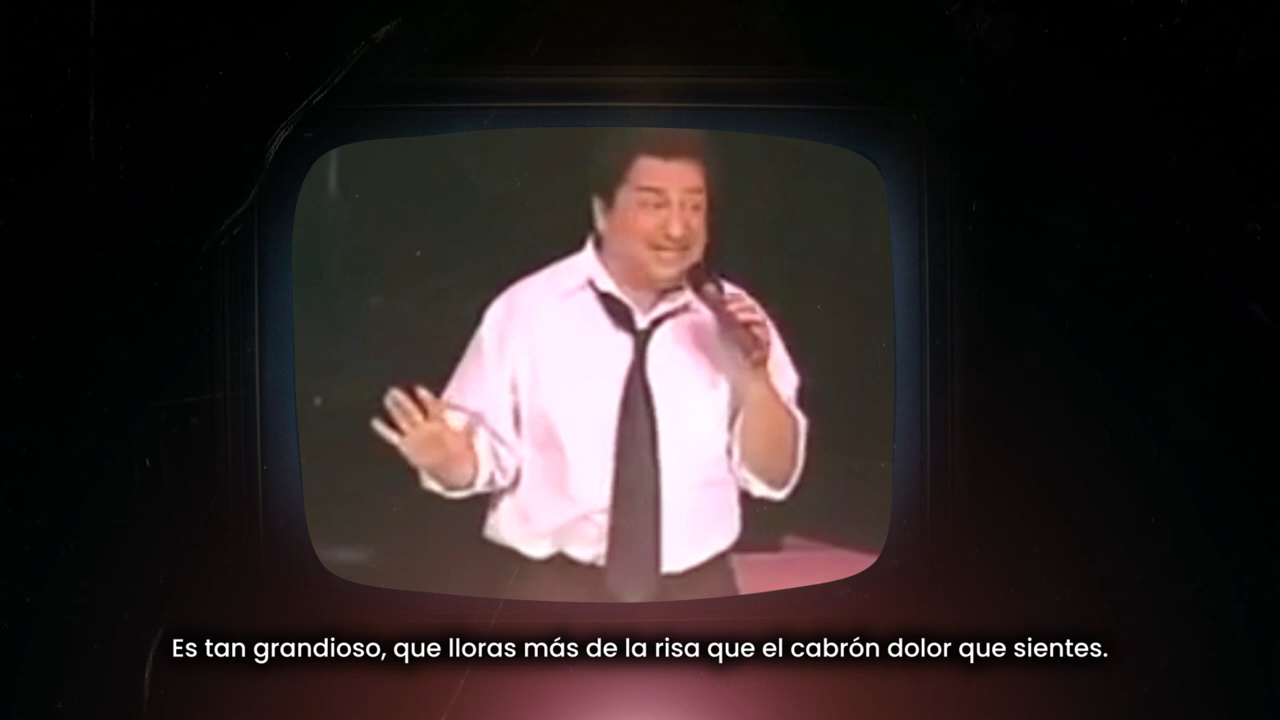 Es tan grandioso, que lloras más de la risa que el cabrón dolor que sientes.